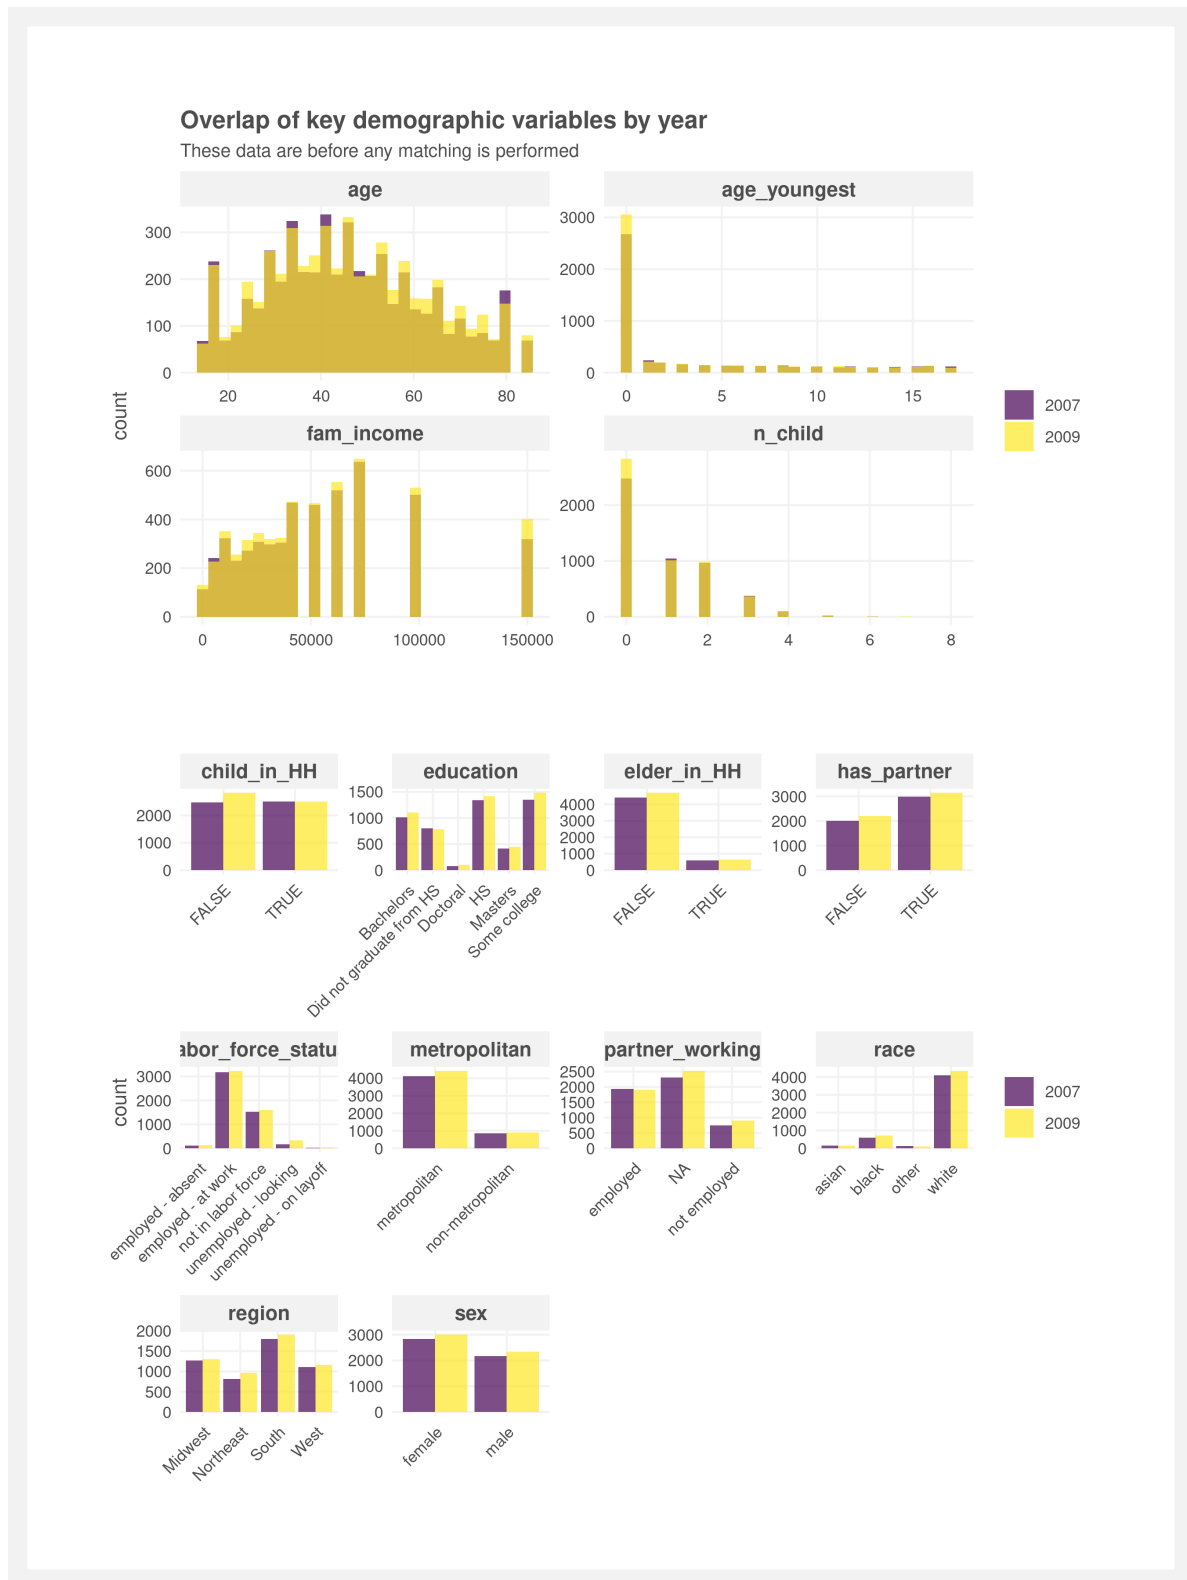 Overlap of key demographic variables by year
These data are before any matching is performed
age
age_youngest
300
200
100
0
20 40 60 80
3000
2000
1000
0
0 5 10 15
count
fam_income
n_child
600
400
200
0
0 50000 100000 150000
2000
1000
0
0 2 4 6 8
2007
2009
child_in_HH
education
elder_in_HH
has_partner
2000
1000
0
FALSE TRUE
1500
1000
500
0
Bachelors
Did not graduate from HS
Doctoral
HS
Masters
Some college
4000
3000
2000
1000
0
FALSE TRUE
3000
2000
1000
0
FALSE TRUE
abor_force_statu
metropolitan
partner_working
race
count
3000
2000
1000
0
employed - absent
employed - at work
not in labor force
unemployed - looking
unemployed - on layoff
4000
3000
2000
1000
0
metropolitan
non-metropolitan
2500
2000
1500
1000
500
0
employed
NA
not employed
4000
3000
2000
1000
0
asian
black
other
white
2007
2009
region
sex
2000
1500
1000
500
0
Midwest
Northeast
South
West
3000
2000
1000
0
female
male